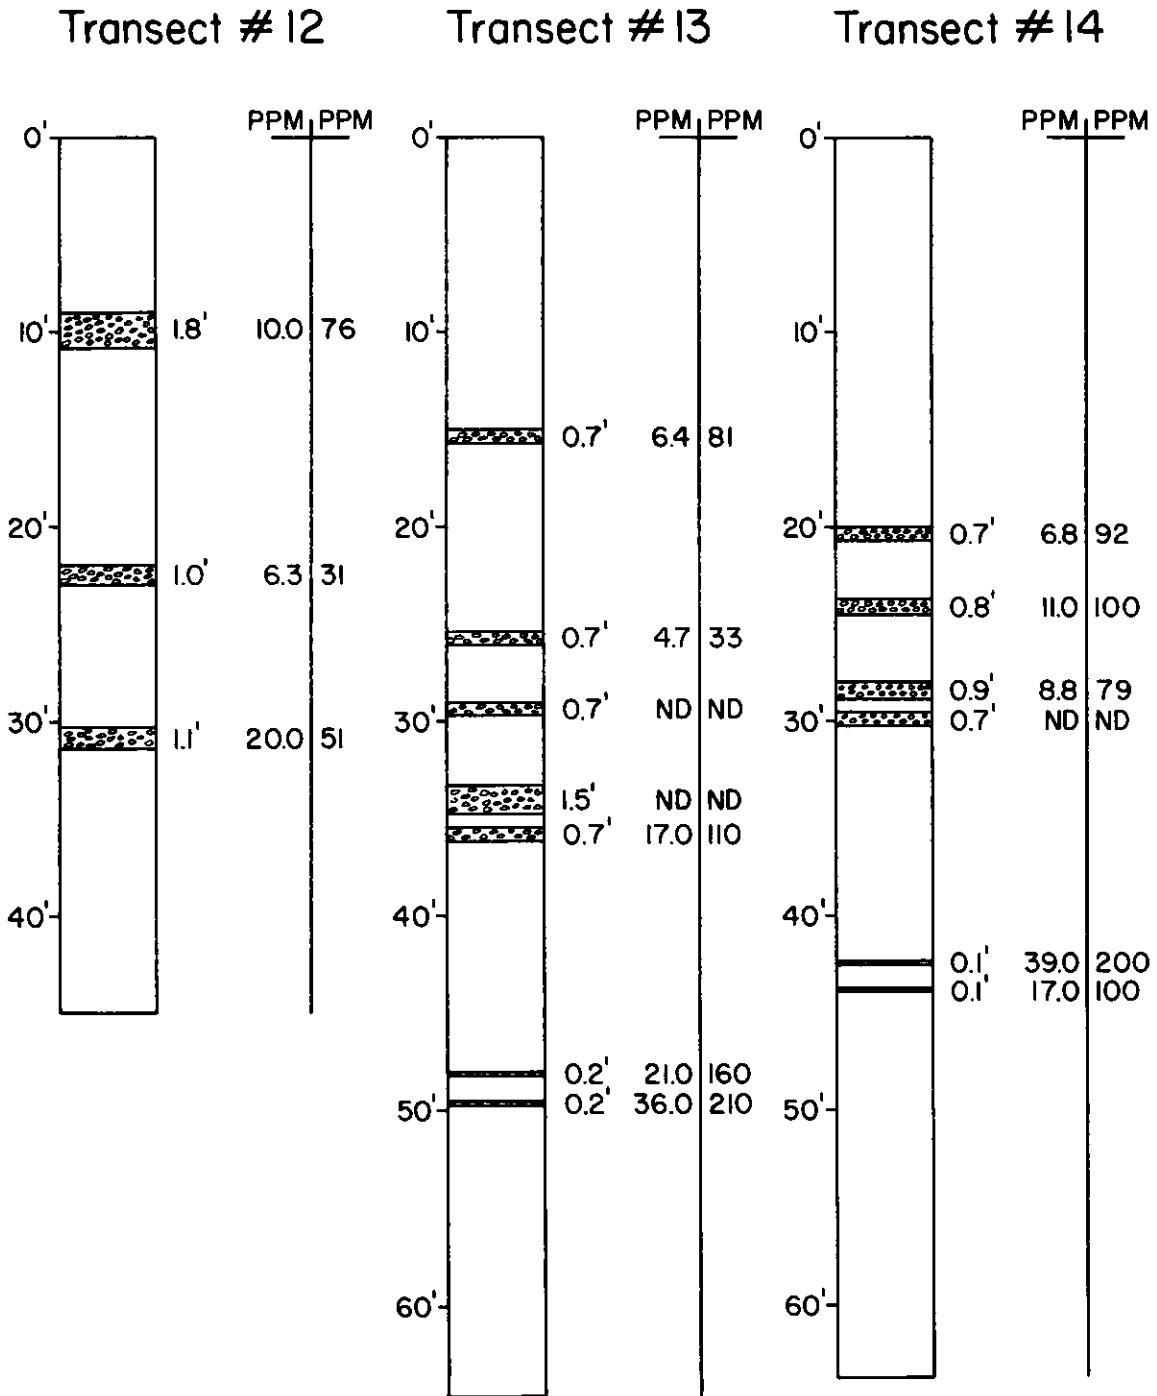 Transect #12
PPM PPM
0'
10'
1.8' 10.0 76
20'
1.0' 6.3 31
30'
1.1' 20.0 51
40'
Transect #13
PPM PPM
0'
10'
0.7' 6.4 81
20'
0.7' 4.7 33
0.7' ND ND
30'
1.5' ND ND
0.7' 17.0 110
40'
0.2' 21.0 160
0.2' 36.0 210
50'
60'
Transect #14
PPM PPM
0'
10'
20'
0.7' 6.8 92
0.8' 11.0 100
0.9' 8.8 79
30'
0.7' ND ND
40'
0.1' 39.0 200
0.1' 17.0 100
50'
60'